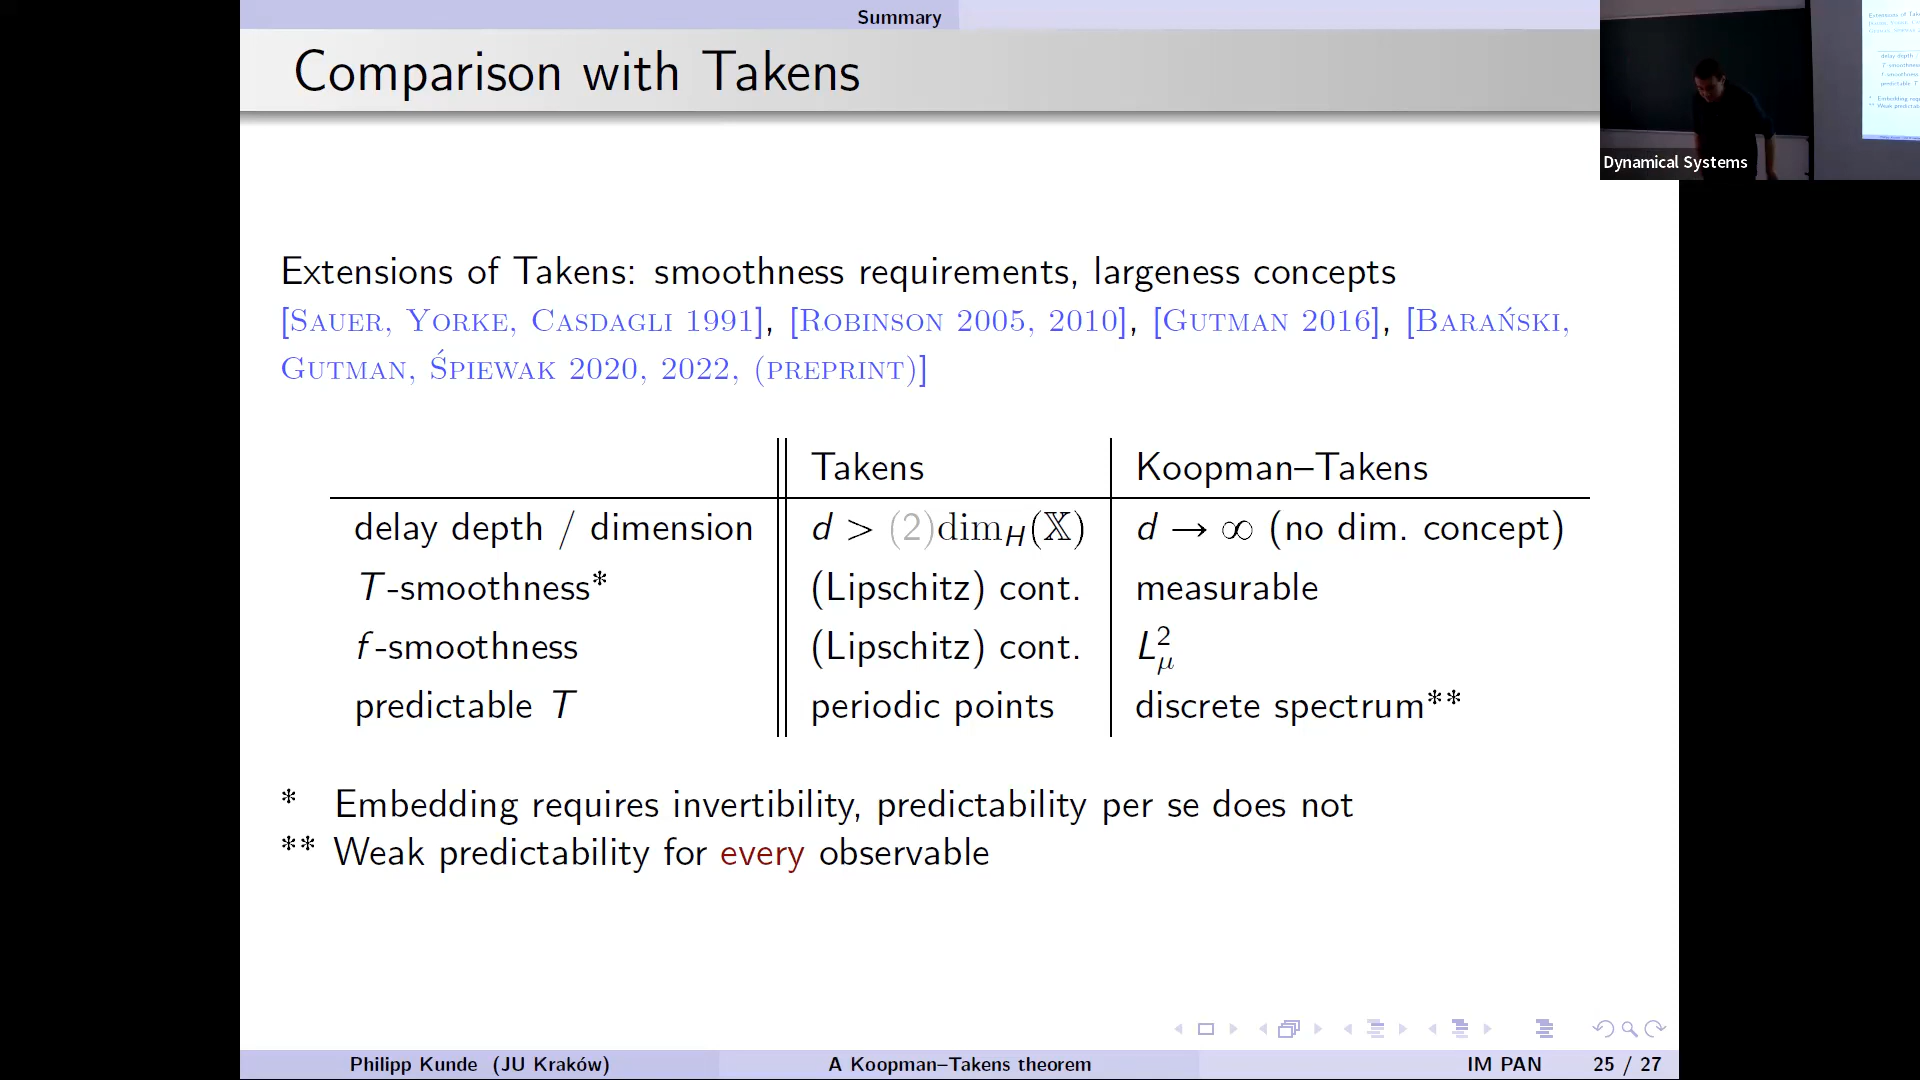 Summary
Comparison with Takens
Dynamical Systems
Extensions of Takens: smoothness requirements, largeness concepts
[Sauer, Yorke, Casdagli 1991], [Robinson 2005, 2010], [Gutman 2016], [Barański,
Gutman, Śpiewak 2020, 2022, (preprint)]
Takens Koopman–Takens
delay depth / dimension d > (2)dim_H(𝕏) d → ∞ (no dim. concept)
T-smoothness* (Lipschitz) cont. measurable
f-smoothness (Lipschitz) cont. L²_μ
predictable T periodic points discrete spectrum**
* Embedding requires invertibility, predictability per se does not
** Weak predictability for every observable
Philipp Kunde (JU Kraków) A Koopman–Takens theorem IM PAN 25 / 27